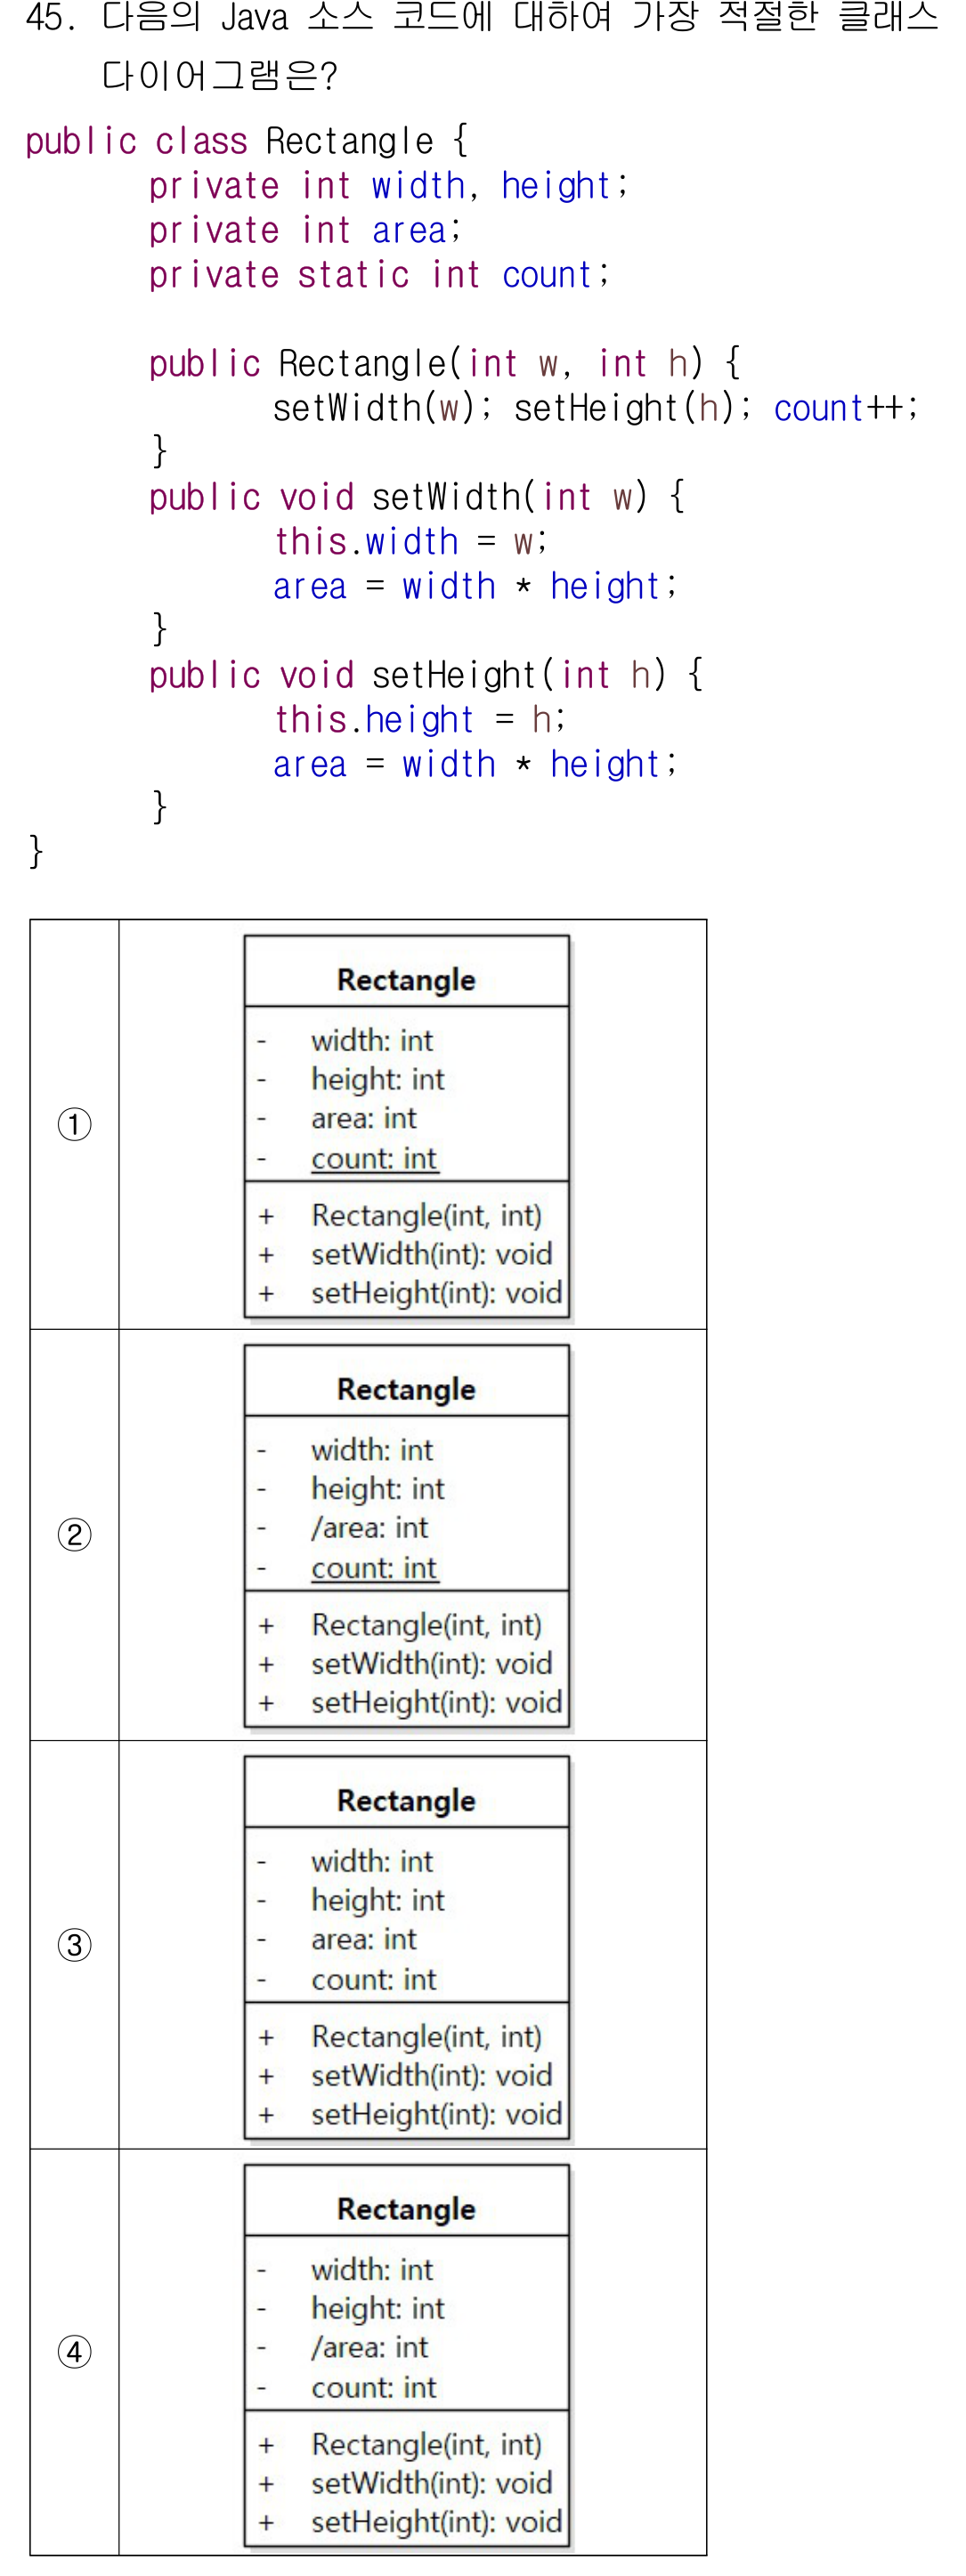 45. 다음의 Java 소스 코드에 대하여 가장 적절한 클래스
다이어그램은?
public class Rectangle {
private int width, height;
private int area;
private static int count;
public Rectangle(int w, int h) {
setWidth(w); setHeight(h); count++;
}
public void setWidth(int w) {
this.width = w;
area = width * height;
}
public void setHeight(int h) {
this.height = h;
area = width * height;
}
}
①
Rectangle
- width: int
- height: int
- area: int
- count: int
+ Rectangle(int, int)
+ setWidth(int): void
+ setHeight(int): void
②
Rectangle
- width: int
- height: int
- /area: int
- count: int
+ Rectangle(int, int)
+ setWidth(int): void
+ setHeight(int): void
③
Rectangle
- width: int
- height: int
- area: int
- count: int
+ Rectangle(int, int)
+ setWidth(int): void
+ setHeight(int): void
④
Rectangle
- width: int
- height: int
- /area: int
- count: int
+ Rectangle(int, int)
+ setWidth(int): void
+ setHeight(int): void